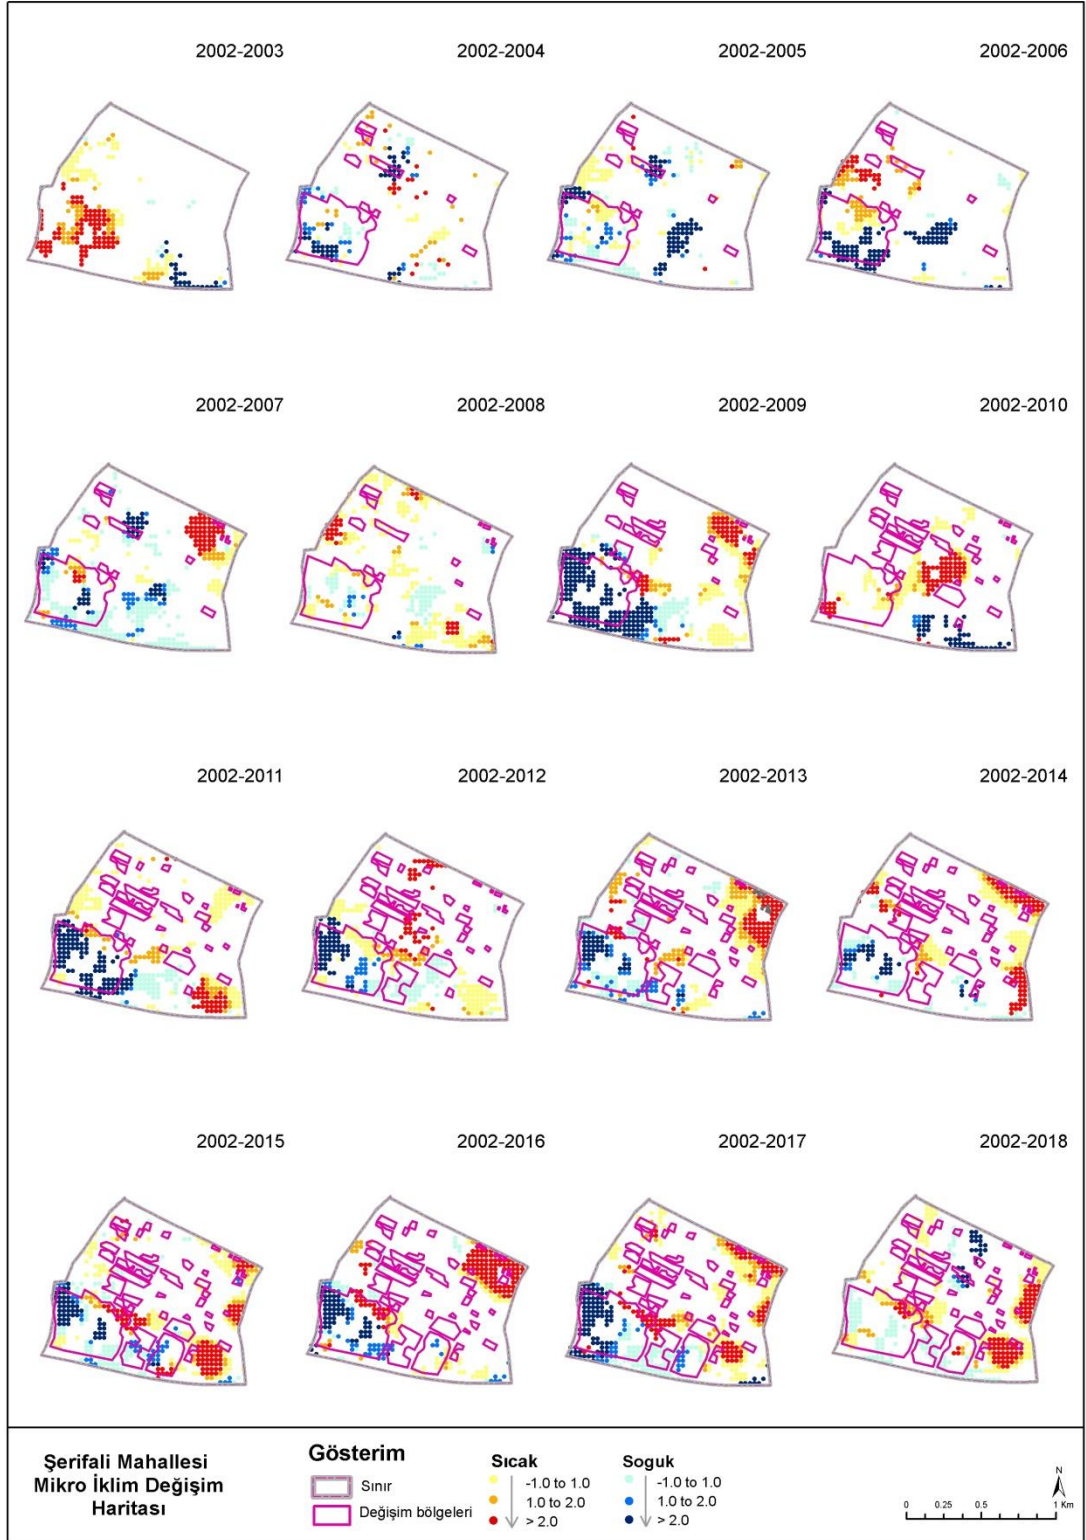 2002-2003
2002-2004
2002-2005
2002-2006
2002-2007
2002-2008
2002-2009
2002-2010
2002-2011
2002-2012
2002-2013
2002-2014
2002-2015
2002-2016
2002-2017
2002-2018
Şerifali Mahallesi
Mikro İklim Değişim
Haritası
Gösterim
Sınır
Değişim bölgeleri
Sıcak
-1.0 to 1.0
1.0 to 2.0
> 2.0
Soguk
-1.0 to 1.0
1.0 to 2.0
> 2.0
N
0 0.25 0.5 1 Km